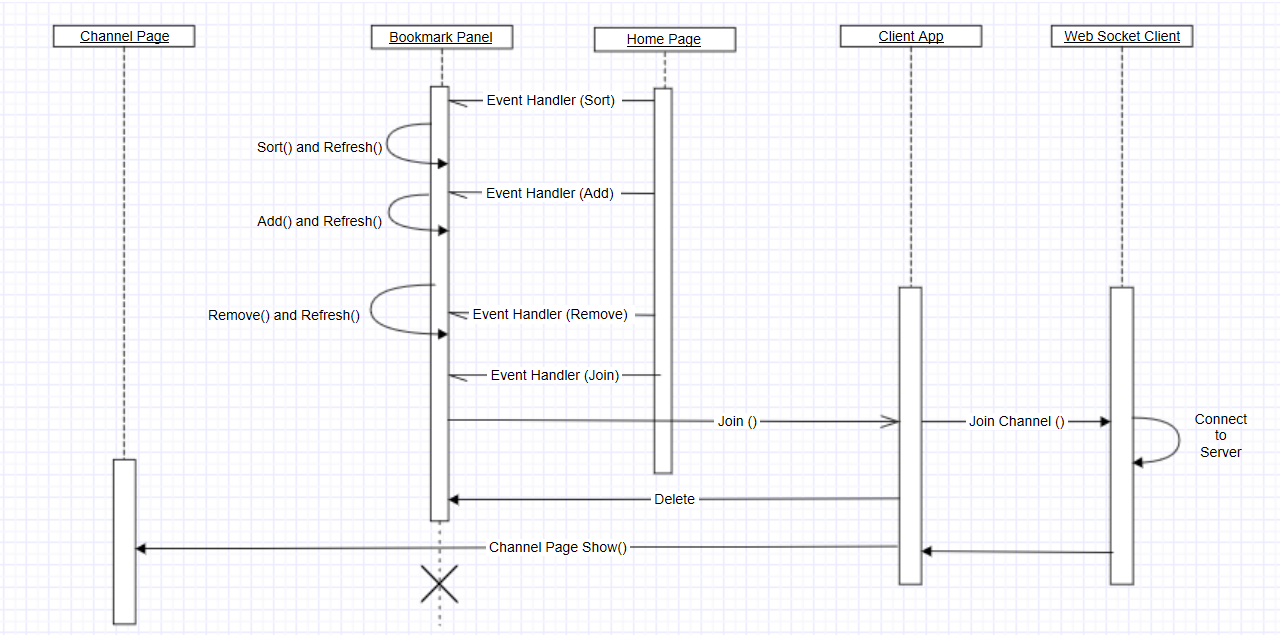 Channel Page
Bookmark Panel
Home Page
Client App
Web Socket Client
Event Handler (Sort)
Sort() and Refresh()
Event Handler (Add)
Add() and Refresh()
Event Handler (Remove)
Remove() and Refresh()
Event Handler (Join)
Join ()
Join Channel ()
Connect
to
Server
Delete
Channel Page Show()